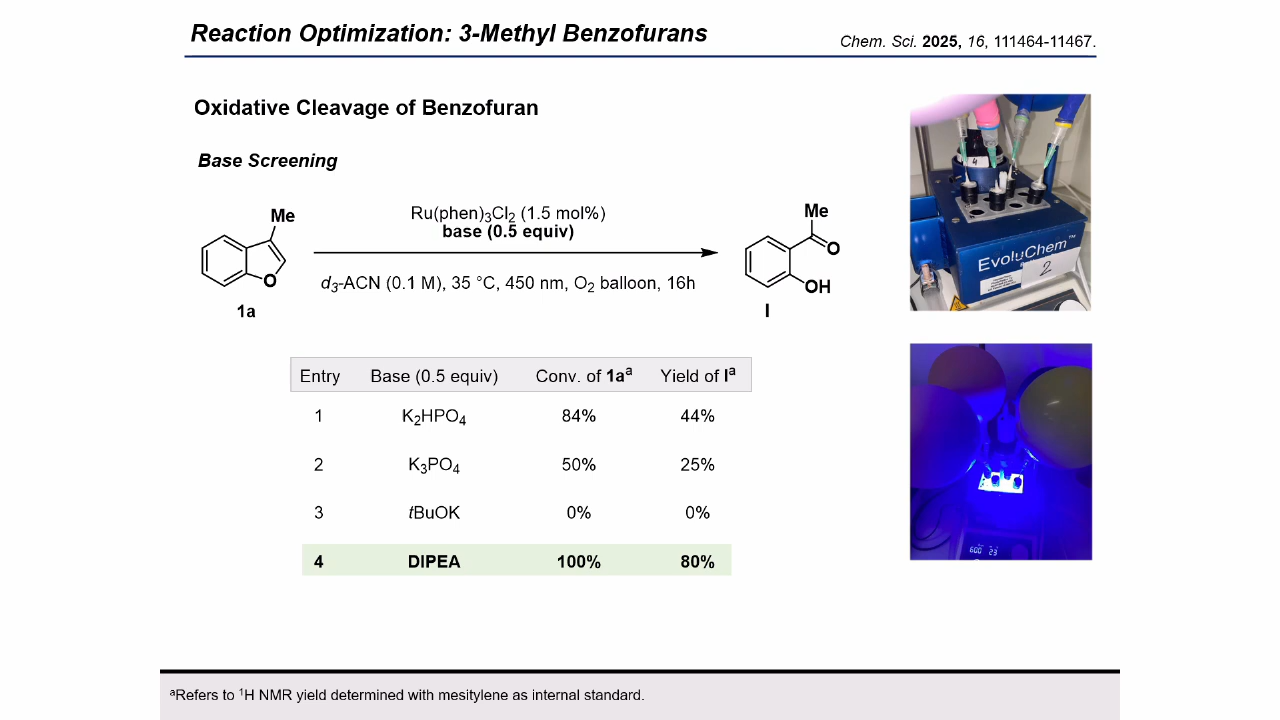 Reaction Optimization: 3-Methyl Benzofurans
Chem. Sci. 2025, 16, 111464-11467.
Oxidative Cleavage of Benzofuran
Base Screening
Me
O
1a
Ru(phen)₃Cl₂ (1.5 mol%)
base (0.5 equiv)
d₃-ACN (0.1 M), 35 °C, 450 nm, O₂ balloon, 16h
Me
O
OH
I
EvoluChem™
2
4
Entry Base (0.5 equiv) Conv. of 1aᵃ Yield of Iᵃ
1 K₂HPO₄ 84% 44%
2 K₃PO₄ 50% 25%
3 tBuOK 0% 0%
4 DIPEA 100% 80%
600 23
ᵃRefers to ¹H NMR yield determined with mesitylene as internal standard.